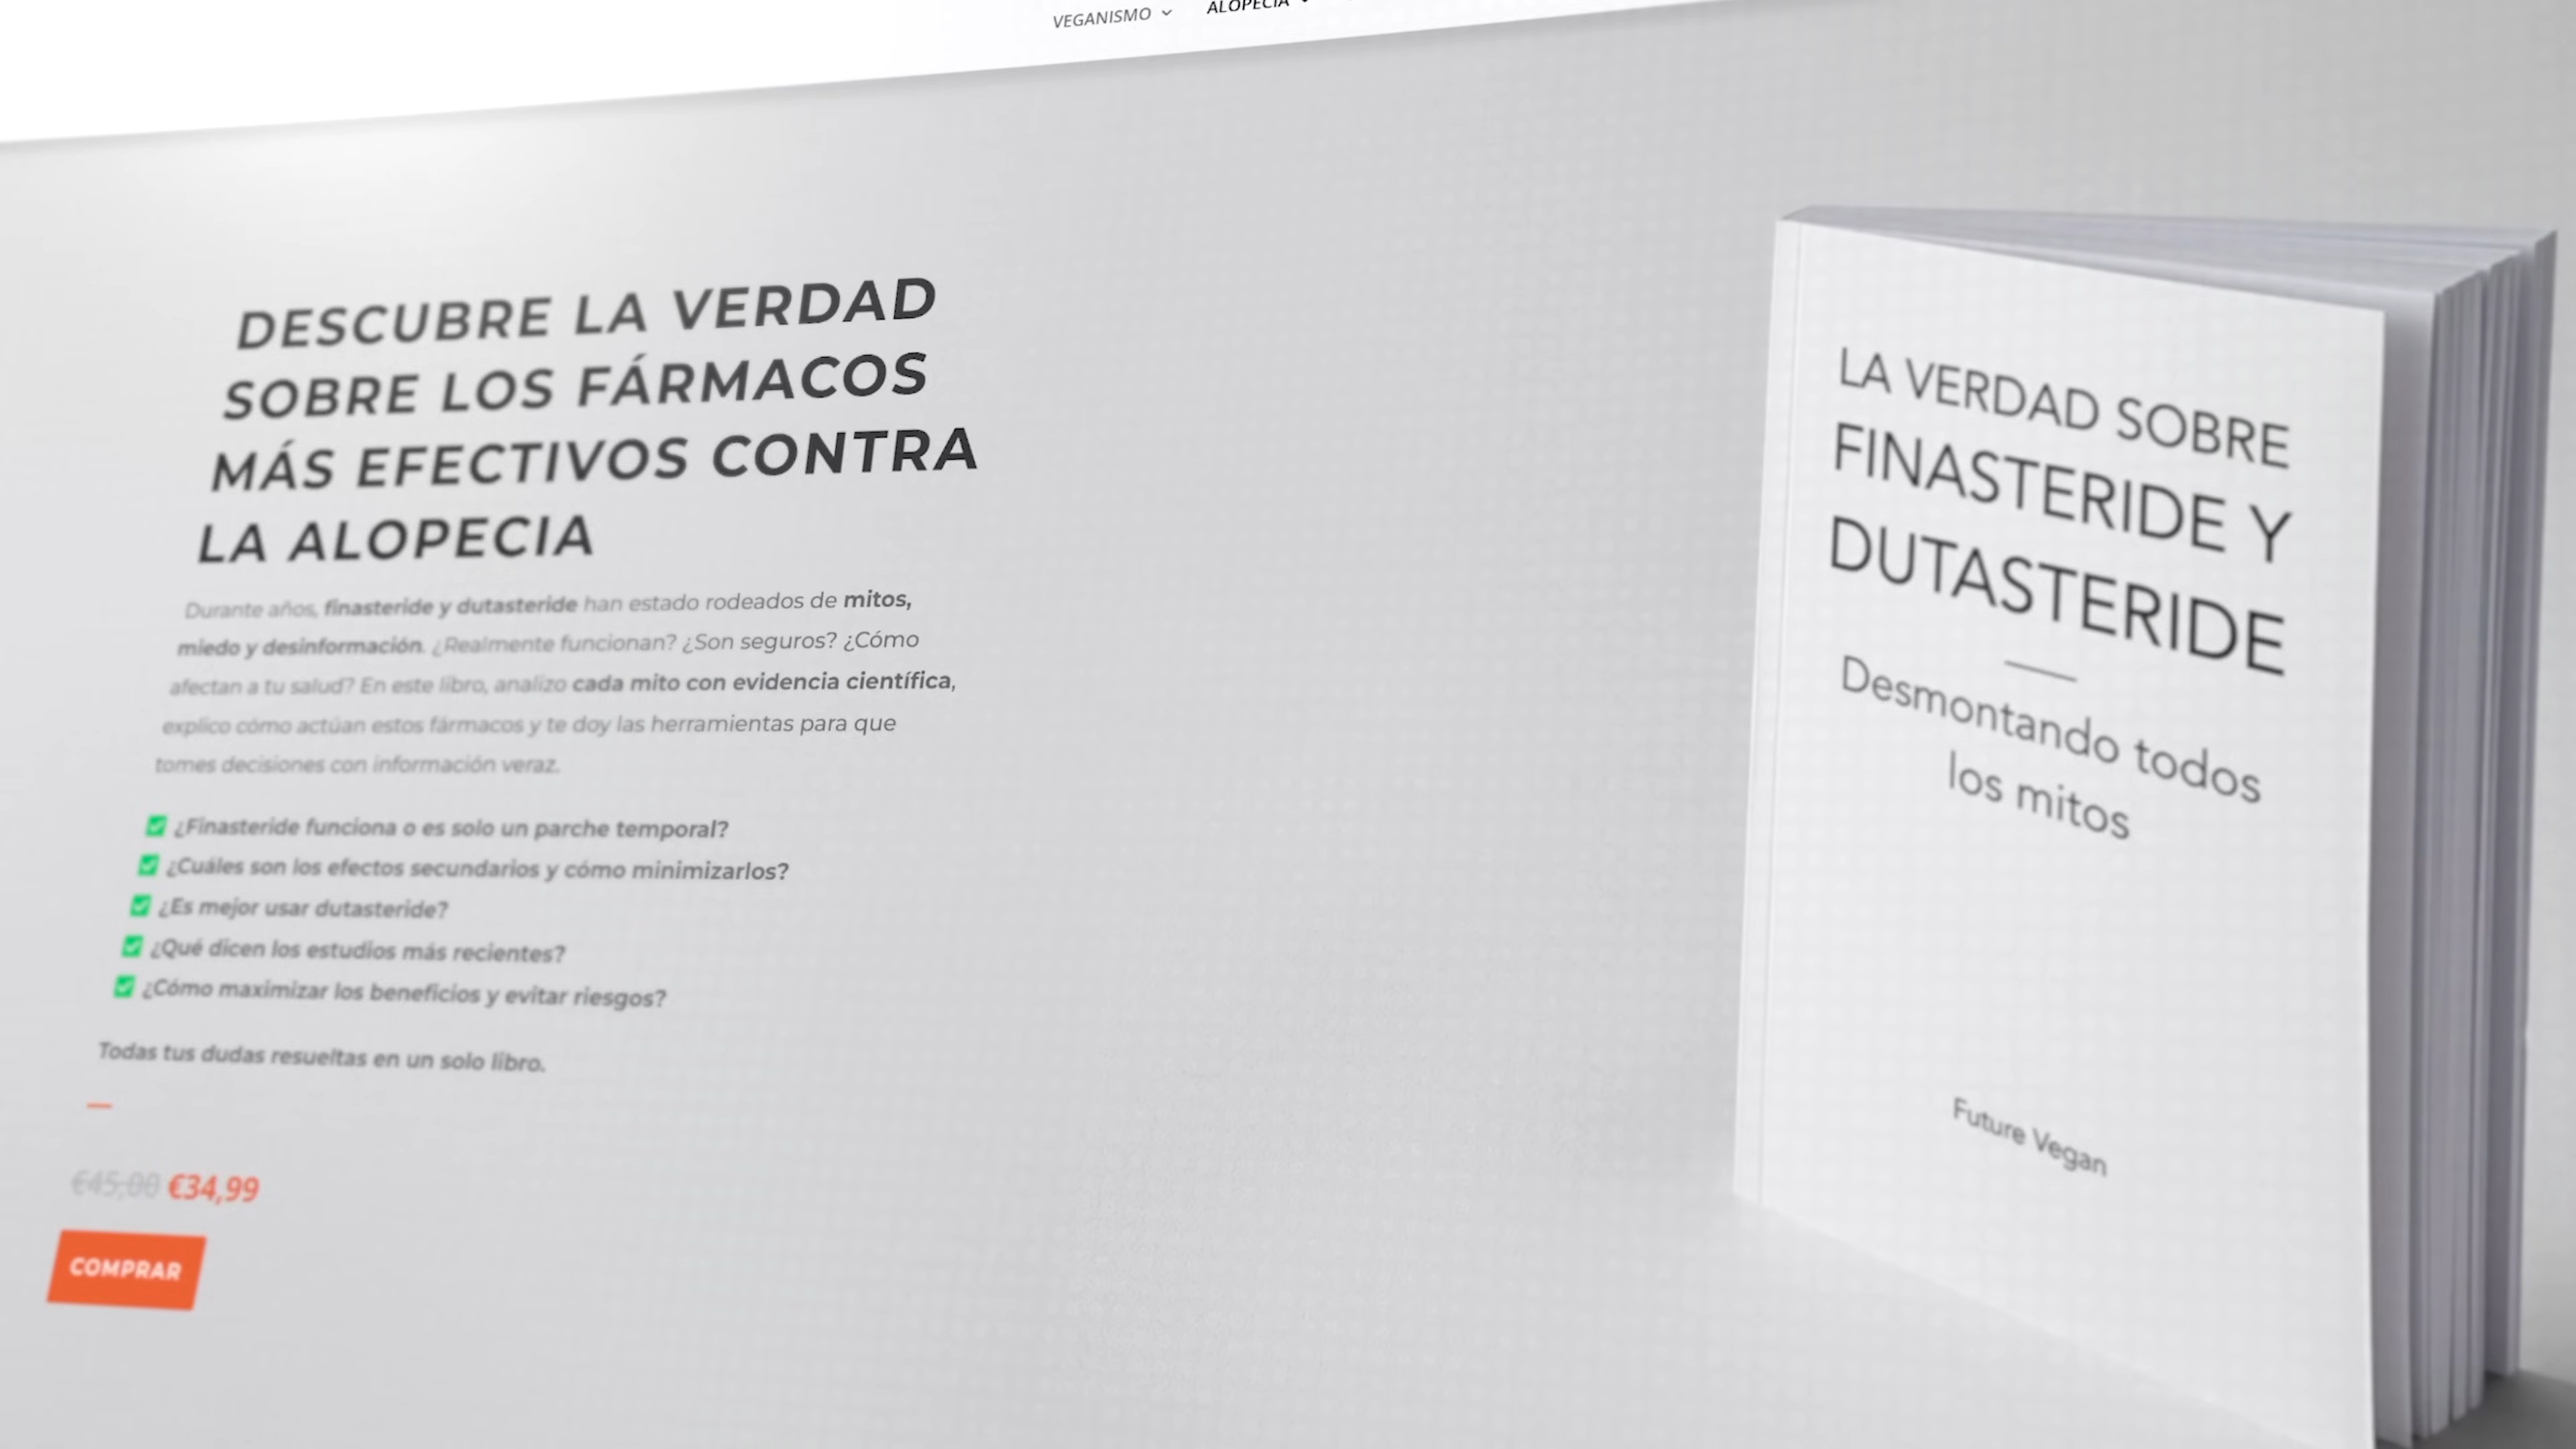 VEGANISMO
ALOPECIA
DESCUBRE LA VERDAD
SOBRE LOS FÁRMACOS
MÁS EFECTIVOS CONTRA
LA ALOPECIA
Durante años, finasteride y dutasteride han estado rodeados de mitos,
miedo y desinformación. ¿Realmente funcionan? ¿Son seguros? ¿Cómo
afectan a tu salud? En este libro, analizo cada mito con evidencia científica,
explico cómo actúan estos fármacos y te doy las herramientas para que
tomes decisiones con información veraz.
¿Finasteride funciona o es solo un parche temporal?
¿Cuáles son los efectos secundarios y cómo minimizarlos?
¿Es mejor usar dutasteride?
¿Qué dicen los estudios más recientes?
¿Cómo maximizar los beneficios y evitar riesgos?
Todas tus dudas resueltas en un solo libro.
€45,00 €34,99
COMPRAR
LA VERDAD SOBRE
FINASTERIDE Y
DUTASTERIDE
Desmontando todos
los mitos
Future Vegan